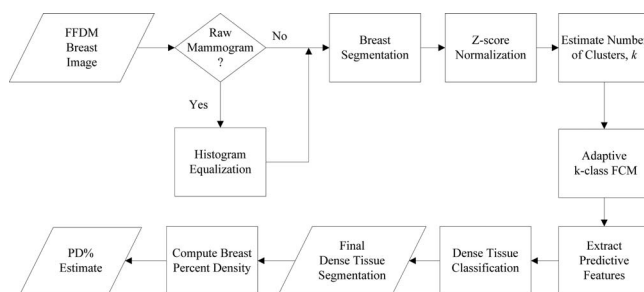 FFDM
Breast
Image
Raw
Mammogram
?
No
Yes
Histogram
Equalization
Breast
Segmentation
Z-score
Normalization
Estimate Number
of Clusters, k
Adaptive
k-class FCM
Extract
Predictive
Features
Dense Tissue
Classification
Final
Dense Tissue
Segmentation
Compute Breast
Percent Density
PD%
Estimate